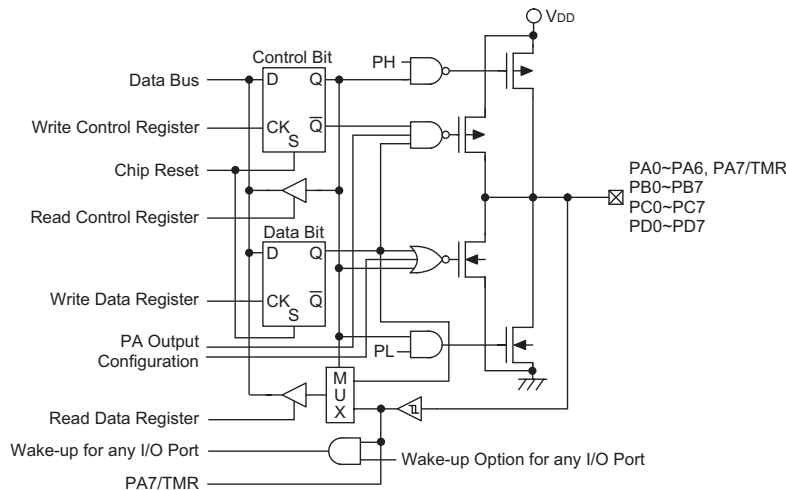 VDD
Control Bit
PH
Data Bus
D
Q
Write Control Register
CK
Q
S
Chip Reset
PA0~PA6, PA7/TMR
PB0~PB7
PC0~PC7
PD0~PD7
Read Control Register
Data Bit
D
Q
Write Data Register
CK
Q
S
PA Output
Configuration
PL
M
U
X
Read Data Register
Wake-up for any I/O Port
Wake-up Option for any I/O Port
PA7/TMR